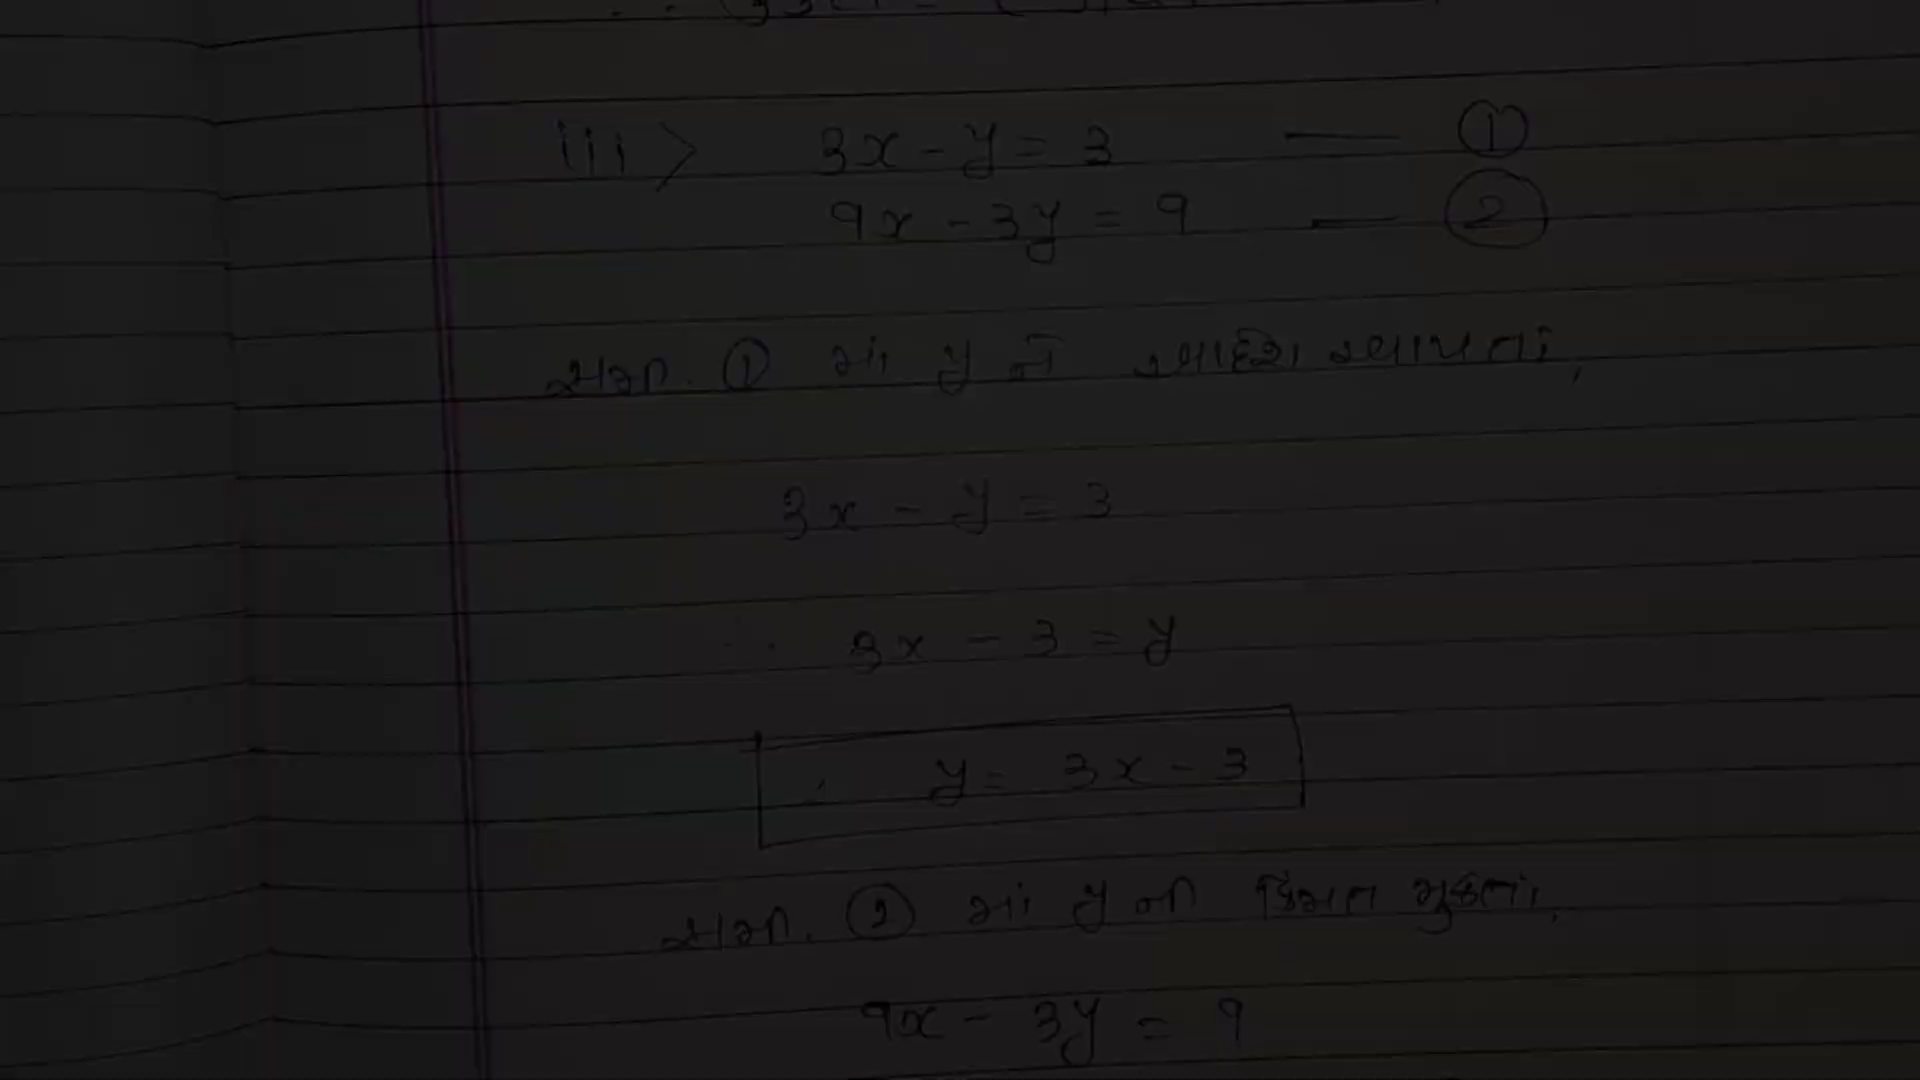 iii> 3x - y = 3 — ①
9x - 3y = 9 — ②
સમી. ① માં y ને આદેશ સ્થાપતાં,
3x - y = 3
∴ 3x - 3 = y
∴ y = 3x - 3
સમી. ② માં y ની કિંમત મુકતાં,
9x - 3y = 9